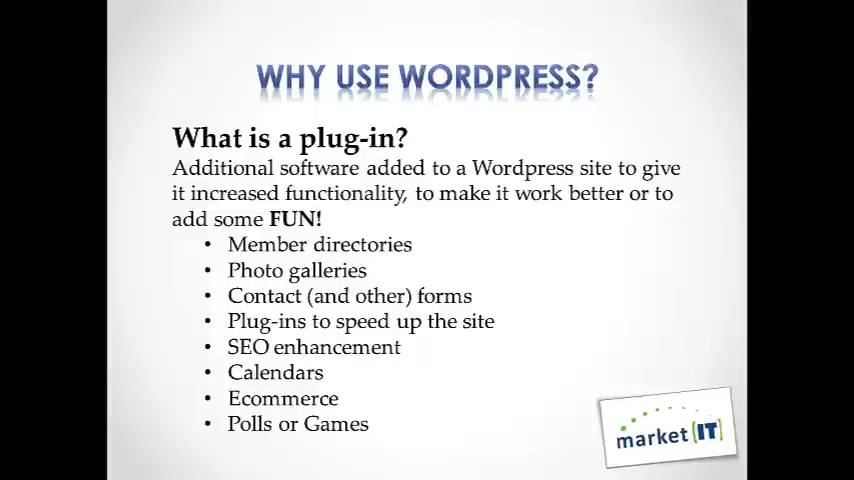 WHY USE WORDPRESS?
What is a plug-in?
Additional software added to a Wordpress site to give
it increased functionality, to make it work better or to
add some FUN!
• Member directories
• Photo galleries
• Contact (and other) forms
• Plug-ins to speed up the site
• SEO enhancement
• Calendars
• Ecommerce
• Polls or Games
market {IT}